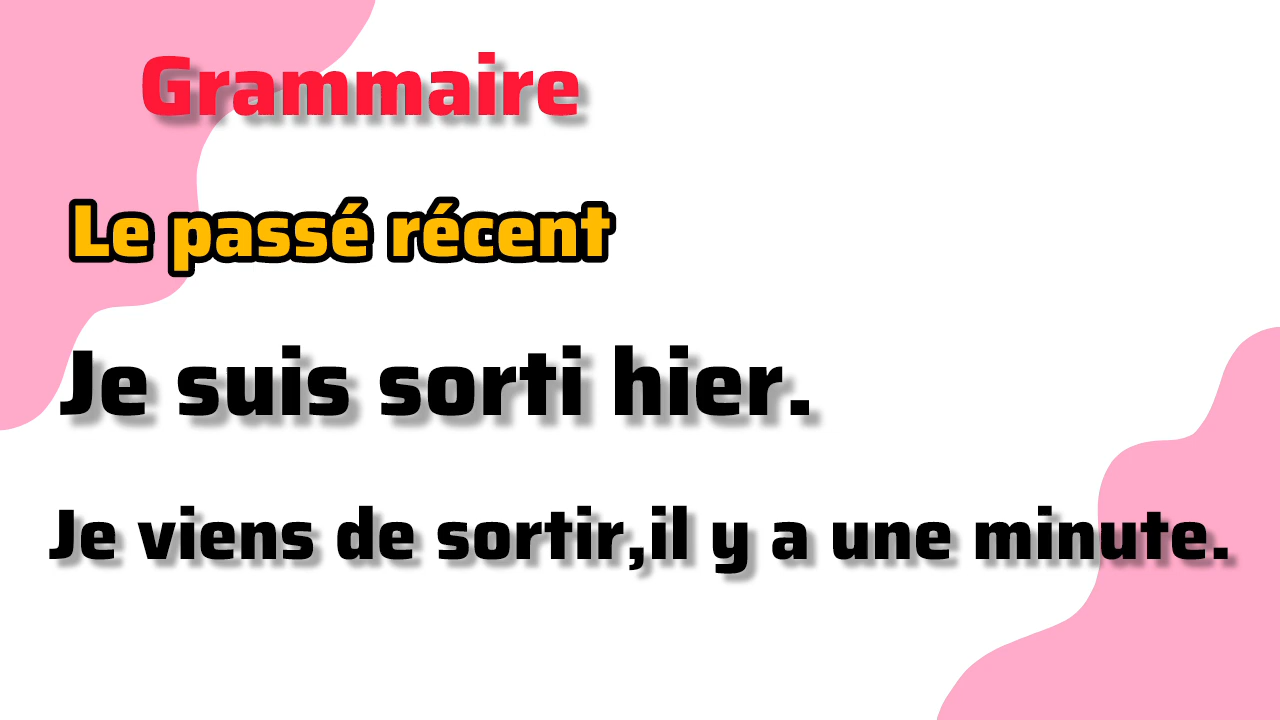 Grammaire
Le passé récent
Je suis sorti hier.
Je viens de sortir,il y a une minute.